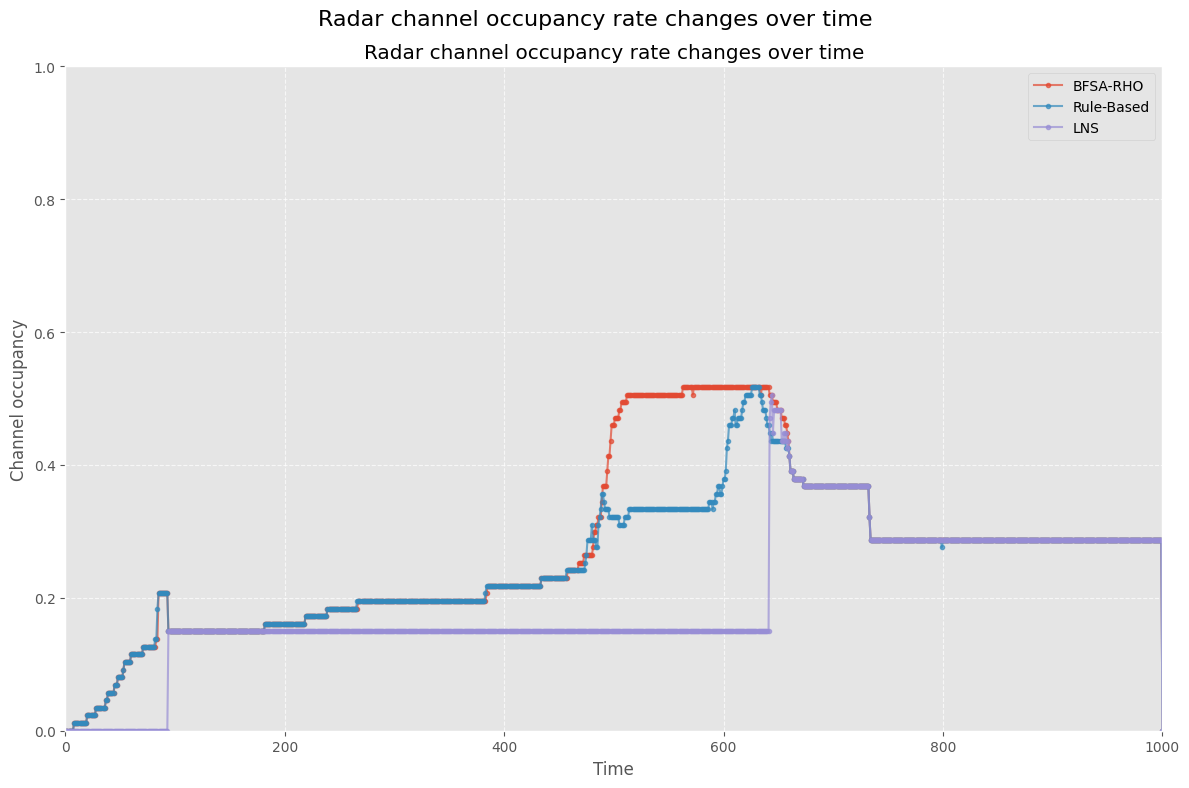 Radar channel occupancy rate changes over time
Radar channel occupancy rate changes over time
1.0
0.8
0.6
0.4
0.2
0.0
Channel occupancy
BFSA-RHO
Rule-Based
LNS
0
200
400
600
800
1000
Time